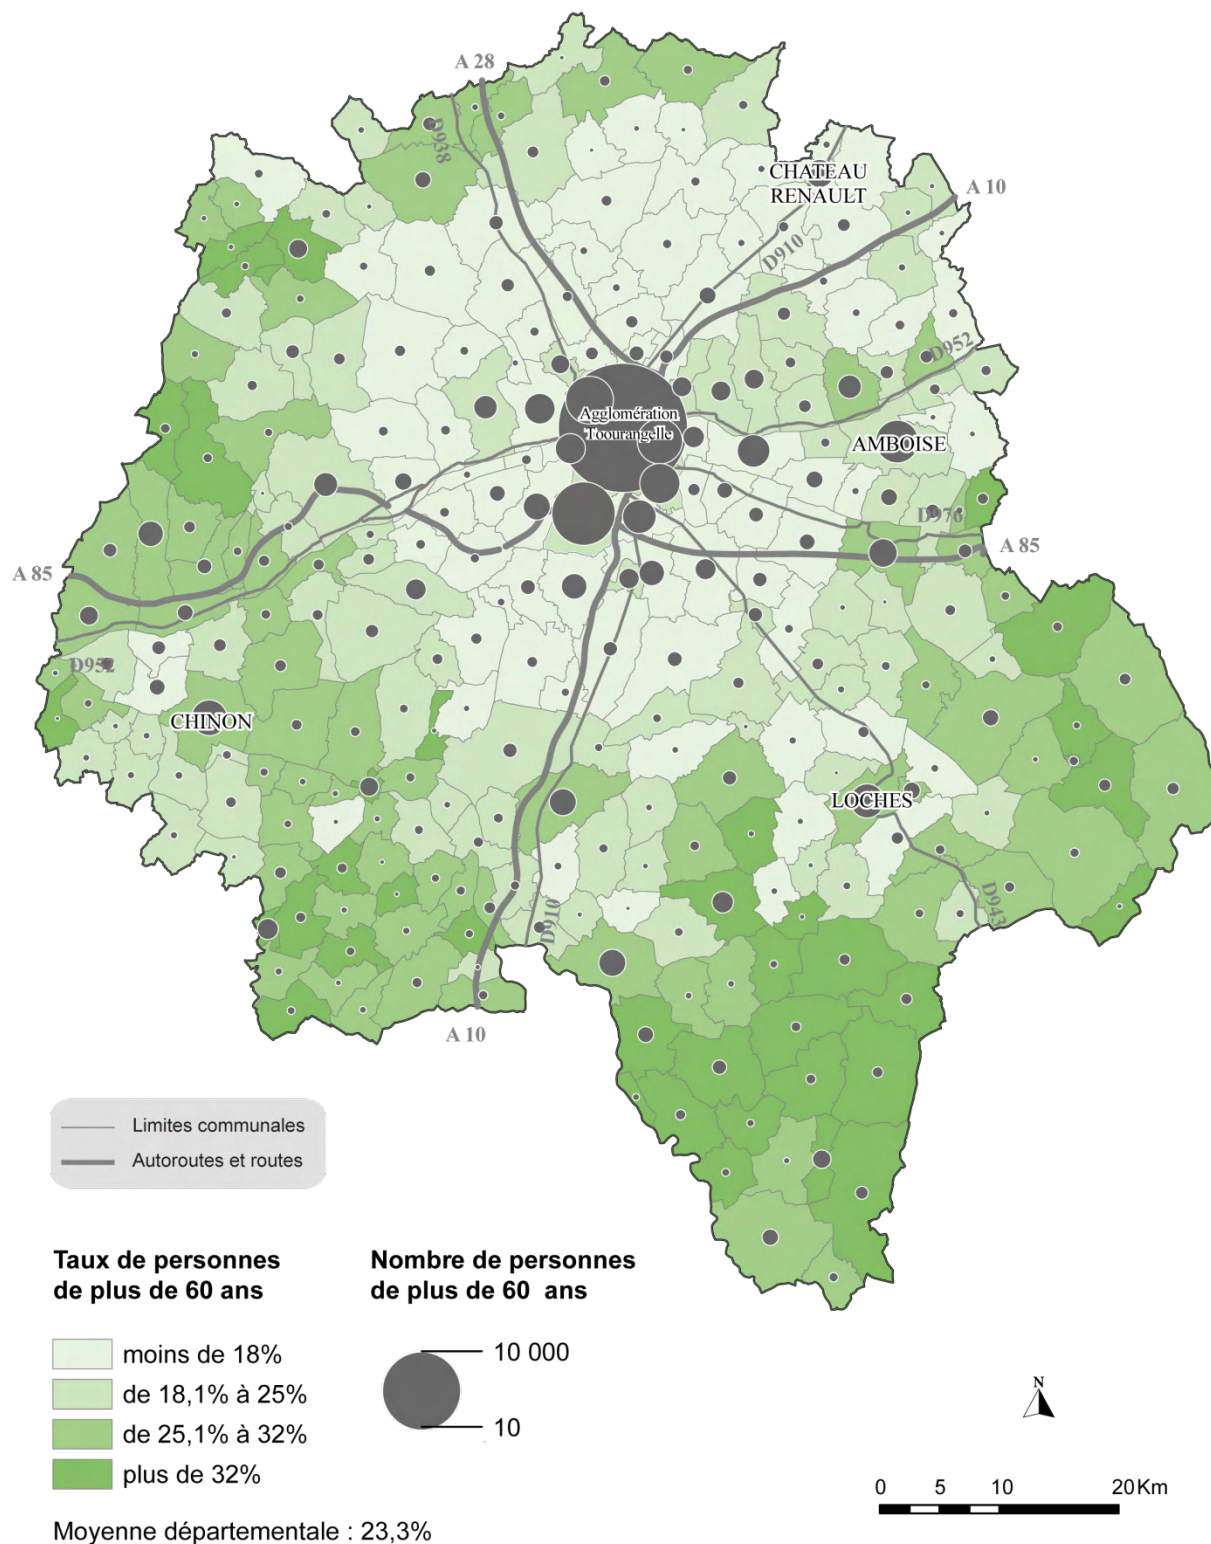 A 28
D938
CHATEAU
RENAULT
A 10
D910
D952
Agglomération
Toourangelle
AMBOISE
D976
A 85
A 85
D952
CHINON
LOCHES
D943
D910
A 10
Limites communales
Autoroutes et routes
Taux de personnes
de plus de 60 ans
moins de 18%
de 18,1% à 25%
de 25,1% à 32%
plus de 32%
Moyenne départementale : 23,3%
Nombre de personnes
de plus de 60 ans
10 000
10
N
0 5 10 20Km